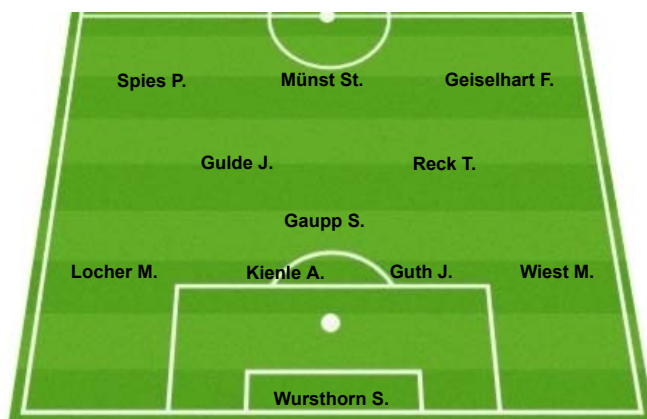 Spies P. Münst St. Geiselhart F.
Gulde J. Reck T.
Gaupp S.
Locher M. Kienle A. Guth J. Wiest M.
Wursthorn S.